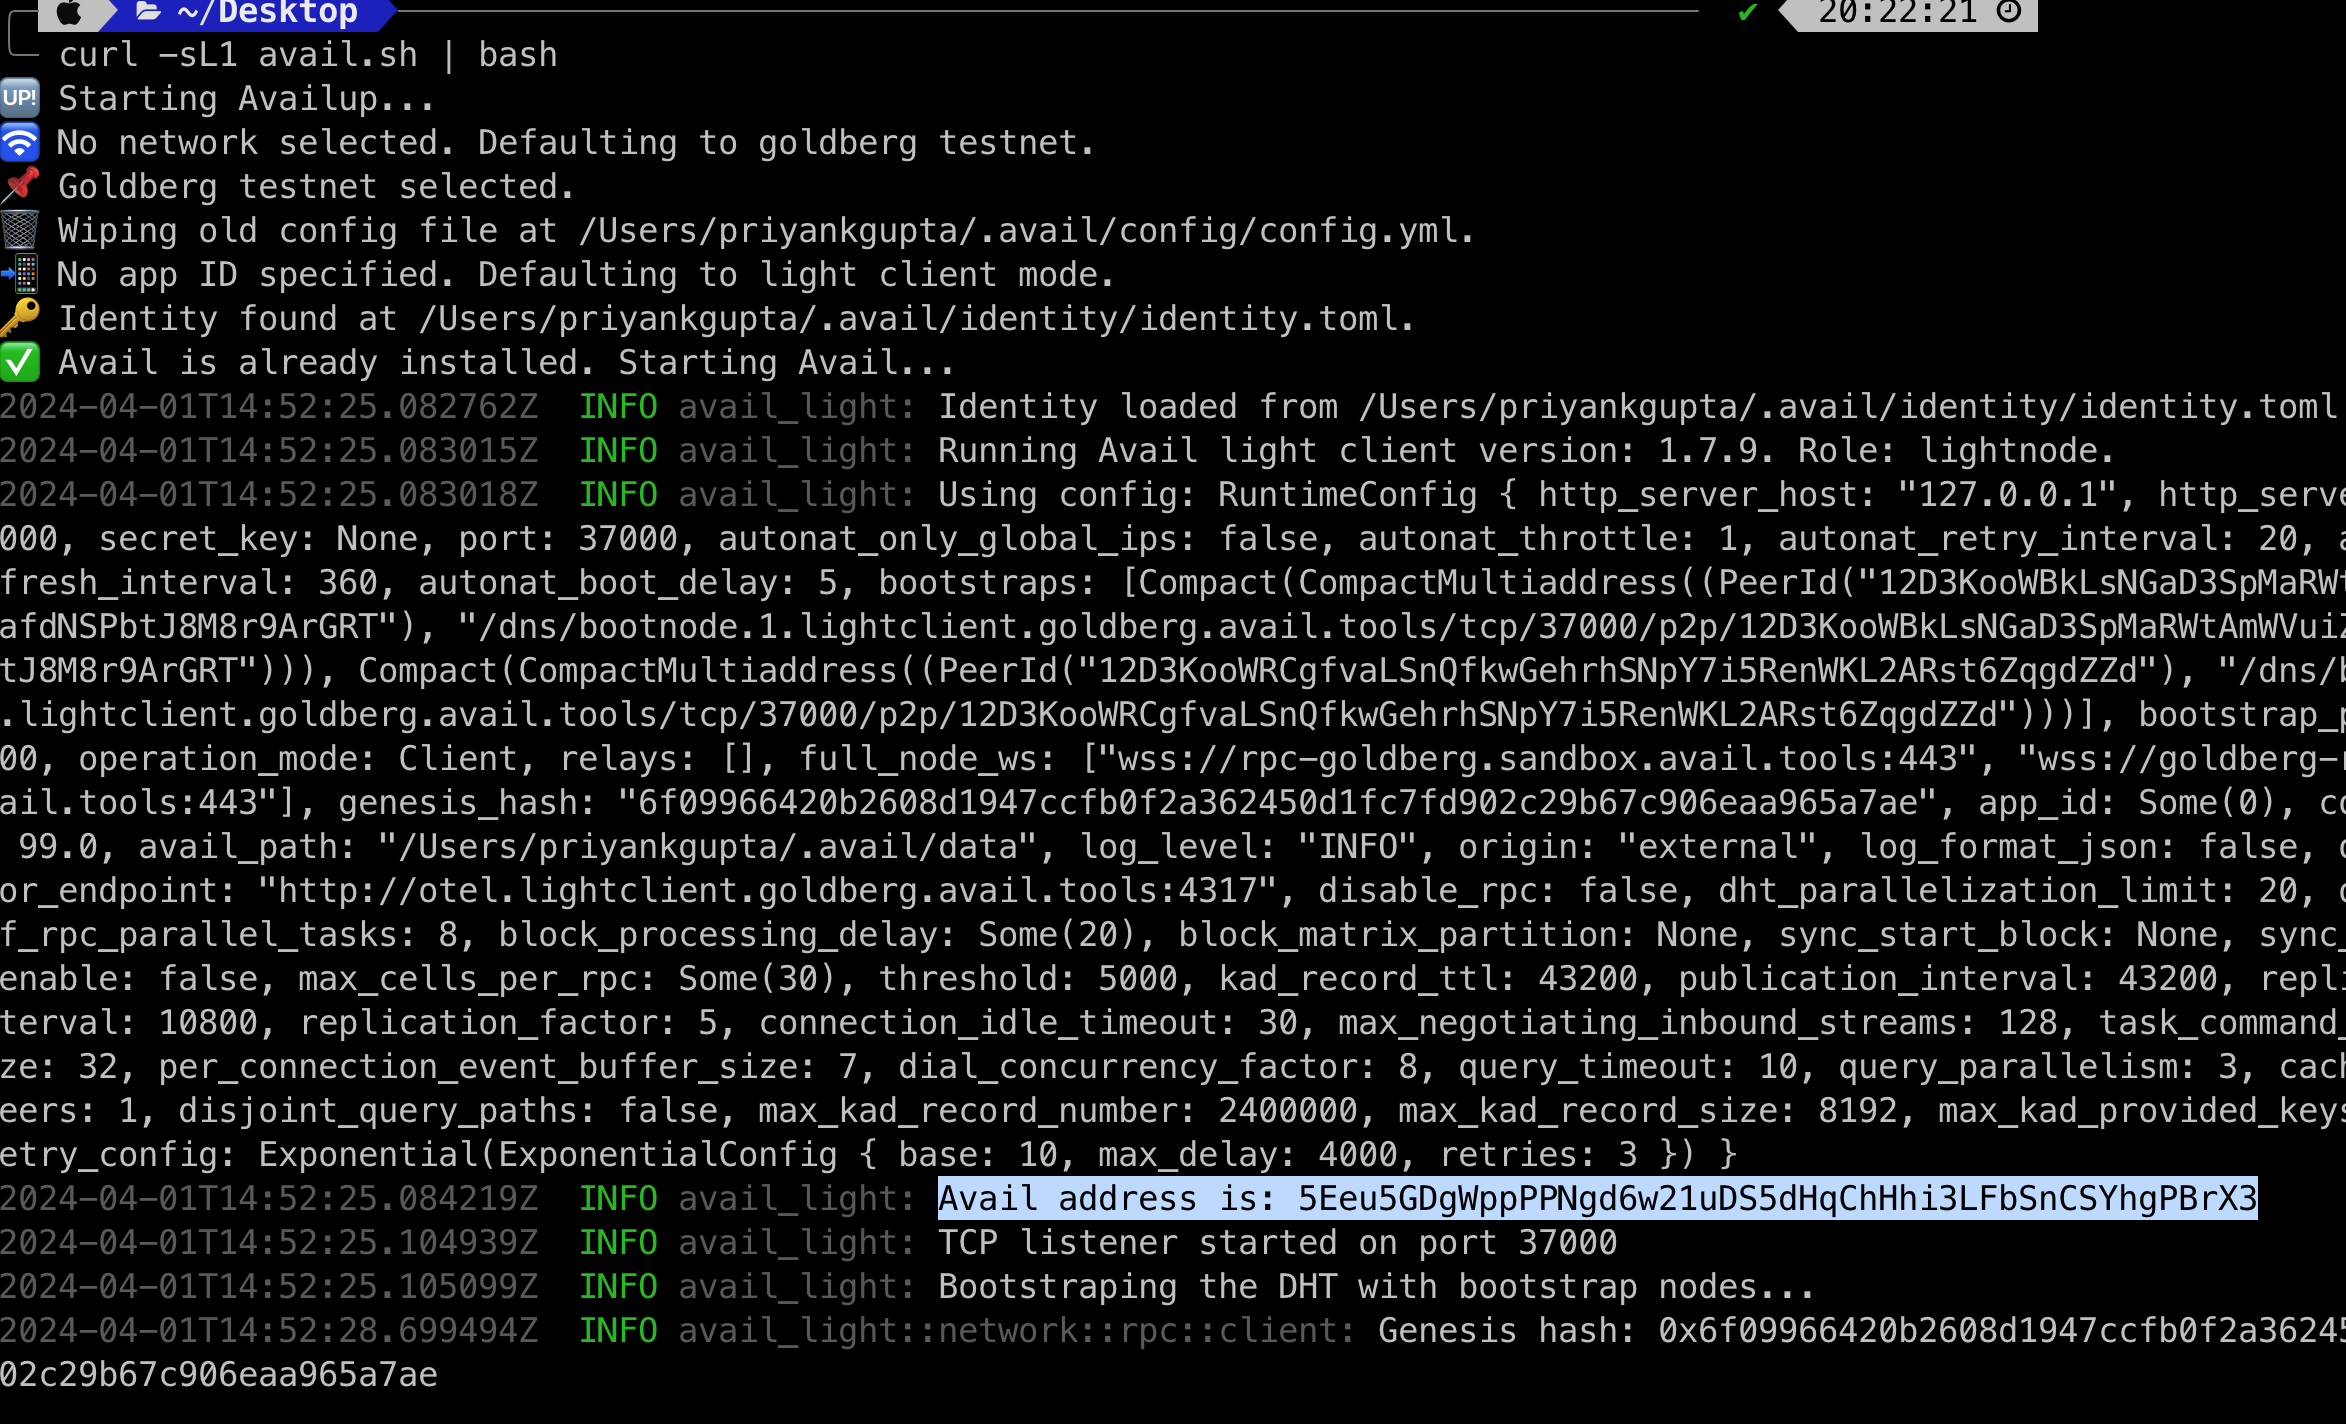 ~/Desktop 20:22:21
curl -sL1 avail.sh | bash
UP! Starting Availup...
No network selected. Defaulting to goldberg testnet.
Goldberg testnet selected.
Wiping old config file at /Users/priyankgupta/.avail/config/config.yml.
No app ID specified. Defaulting to light client mode.
Identity found at /Users/priyankgupta/.avail/identity/identity.toml.
Avail is already installed. Starting Avail...
2024-04-01T14:52:25.082762Z  INFO avail_light: Identity loaded from /Users/priyankgupta/.avail/identity/identity.toml
2024-04-01T14:52:25.083015Z  INFO avail_light: Running Avail light client version: 1.7.9. Role: lightnode.
2024-04-01T14:52:25.083018Z  INFO avail_light: Using config: RuntimeConfig { http_server_host: "127.0.0.1", http_serve
000, secret_key: None, port: 37000, autonat_only_global_ips: false, autonat_throttle: 1, autonat_retry_interval: 20, a
fresh_interval: 360, autonat_boot_delay: 5, bootstraps: [Compact(CompactMultiaddress((PeerId("12D3KooWBkLsNGaD3SpMaRWt
afdNSPbtJ8M8r9ArGRT"), "/dns/bootnode.1.lightclient.goldberg.avail.tools/tcp/37000/p2p/12D3KooWBkLsNGaD3SpMaRWtAmWVuiZ
tJ8M8r9ArGRT"))), Compact(CompactMultiaddress((PeerId("12D3KooWRCgfvaLSnQfkwGehrhSNpY7i5RenWKL2ARst6ZqgdZZd"), "/dns/b
.lightclient.goldberg.avail.tools/tcp/37000/p2p/12D3KooWRCgfvaLSnQfkwGehrhSNpY7i5RenWKL2ARst6ZqgdZZd")))], bootstrap_p
00, operation_mode: Client, relays: [], full_node_ws: ["wss://rpc-goldberg.sandbox.avail.tools:443", "wss://goldberg-r
ail.tools:443"], genesis_hash: "6f09966420b2608d1947ccfb0f2a362450d1fc7fd902c29b67c906eaa965a7ae", app_id: Some(0), co
 99.0, avail_path: "/Users/priyankgupta/.avail/data", log_level: "INFO", origin: "external", log_format_json: false, o
or_endpoint: "http://otel.lightclient.goldberg.avail.tools:4317", disable_rpc: false, dht_parallelization_limit: 20, q
f_rpc_parallel_tasks: 8, block_processing_delay: Some(20), block_matrix_partition: None, sync_start_block: None, sync_
enable: false, max_cells_per_rpc: Some(30), threshold: 5000, kad_record_ttl: 43200, publication_interval: 43200, repli
terval: 10800, replication_factor: 5, connection_idle_timeout: 30, max_negotiating_inbound_streams: 128, task_command_
ze: 32, per_connection_event_buffer_size: 7, dial_concurrency_factor: 8, query_timeout: 10, query_parallelism: 3, cach
eers: 1, disjoint_query_paths: false, max_kad_record_number: 2400000, max_kad_record_size: 8192, max_kad_provided_keys
etry_config: Exponential(ExponentialConfig { base: 10, max_delay: 4000, retries: 3 }) }
2024-04-01T14:52:25.084219Z  INFO avail_light: Avail address is: 5Eeu5GDgWppPPNgd6w21uDS5dHqChHhi3LFbSnCSYhgPBrX3
2024-04-01T14:52:25.104939Z  INFO avail_light: TCP listener started on port 37000
2024-04-01T14:52:25.105099Z  INFO avail_light: Bootstraping the DHT with bootstrap nodes...
2024-04-01T14:52:28.699494Z  INFO avail_light::network::rpc::client: Genesis hash: 0x6f09966420b2608d1947ccfb0f2a36245
02c29b67c906eaa965a7ae